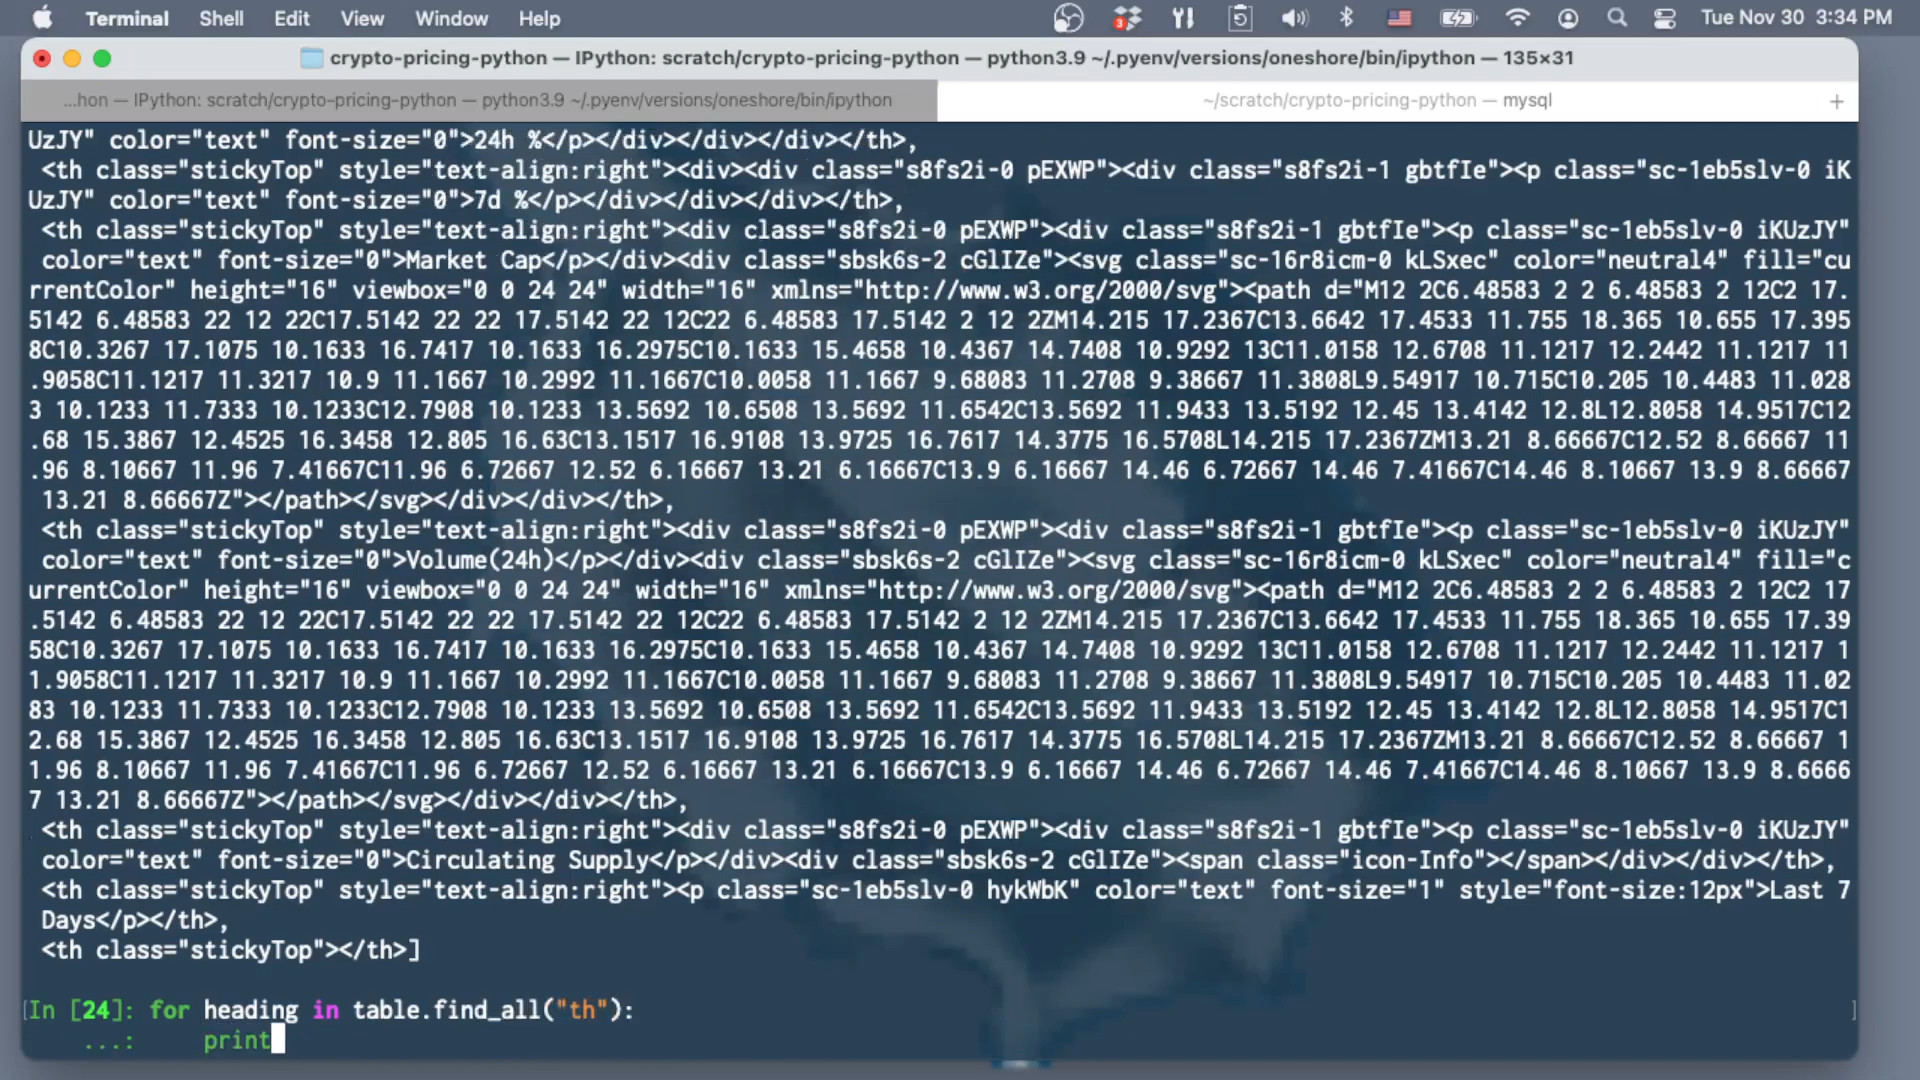 Terminal Shell Edit View Window Help 3 Tue Nov 30 3:34 PM
crypto-pricing-python — IPython: scratch/crypto-pricing-python — python3.9 ~/.pyenv/versions/oneshore/bin/ipython — 135×31
...hon — IPython: scratch/crypto-pricing-python — python3.9 ~/.pyenv/versions/oneshore/bin/ipython ~/scratch/crypto-pricing-python — mysql +
UzJY" color="text" font-size="0">24h %</p></div></div></div></th>,
<th class="stickyTop" style="text-align:right"><div><div class="s8fs2i-0 pEXWP"><div class="s8fs2i-1 gbtfIe"><p class="sc-1eb5slv-0 iK
UzJY" color="text" font-size="0">7d %</p></div></div></div></th>,
<th class="stickyTop" style="text-align:right"><div class="s8fs2i-0 pEXWP"><div class="s8fs2i-1 gbtfIe"><p class="sc-1eb5slv-0 iKUzJY"
color="text" font-size="0">Market Cap</p></div><div class="sbsk6s-2 cGlIZe"><svg class="sc-16r8icm-0 kLSxec" color="neutral4" fill="cu
rrentColor" height="16" viewbox="0 0 24 24" width="16" xmlns="http://www.w3.org/2000/svg"><path d="M12 2C6.48583 2 2 6.48583 2 12C2 17.
5142 6.48583 22 12 22C17.5142 22 22 17.5142 22 12C22 6.48583 17.5142 2 12 2ZM14.215 17.2367C13.6642 17.4533 11.755 18.365 10.655 17.395
8C10.3267 17.1075 10.1633 16.7417 10.1633 16.2975C10.1633 15.4658 10.4367 14.7408 10.9292 13C11.0158 12.6708 11.1217 12.2442 11.1217 11
.9058C11.1217 11.3217 10.9 11.1667 10.2992 11.1667C10.0058 11.1667 9.68083 11.2708 9.38667 11.3808L9.54917 10.715C10.205 10.4483 11.028
3 10.1233 11.7333 10.1233C12.7908 10.1233 13.5692 10.6508 13.5692 11.6542C13.5692 11.9433 13.5192 12.45 13.4142 12.8L12.8058 14.9517C12
.68 15.3867 12.4525 16.3458 12.805 16.63C13.1517 16.9108 13.9725 16.7617 14.3775 16.5708L14.215 17.2367ZM13.21 8.66667C12.52 8.66667 11
.96 8.10667 11.96 7.41667C11.96 6.72667 12.52 6.16667 13.21 6.16667C13.9 6.16667 14.46 6.72667 14.46 7.41667C14.46 8.10667 13.9 8.66667
13.21 8.66667Z"></path></svg></div></div></th>,
<th class="stickyTop" style="text-align:right"><div class="s8fs2i-0 pEXWP"><div class="s8fs2i-1 gbtfIe"><p class="sc-1eb5slv-0 iKUzJY"
color="text" font-size="0">Volume(24h)</p></div><div class="sbsk6s-2 cGlIZe"><svg class="sc-16r8icm-0 kLSxec" color="neutral4" fill="c
urrentColor" height="16" viewbox="0 0 24 24" width="16" xmlns="http://www.w3.org/2000/svg"><path d="M12 2C6.48583 2 2 6.48583 2 12C2 17
.5142 6.48583 22 12 22C17.5142 22 22 17.5142 22 12C22 6.48583 17.5142 2 12 2ZM14.215 17.2367C13.6642 17.4533 11.755 18.365 10.655 17.39
58C10.3267 17.1075 10.1633 16.7417 10.1633 16.2975C10.1633 15.4658 10.4367 14.7408 10.9292 13C11.0158 12.6708 11.1217 12.2442 11.1217 1
1.9058C11.1217 11.3217 10.9 11.1667 10.2992 11.1667C10.0058 11.1667 9.68083 11.2708 9.38667 11.3808L9.54917 10.715C10.205 10.4483 11.02
83 10.1233 11.7333 10.1233C12.7908 10.1233 13.5692 10.6508 13.5692 11.6542C13.5692 11.9433 13.5192 12.45 13.4142 12.8L12.8058 14.9517C1
2.68 15.3867 12.4525 16.3458 12.805 16.63C13.1517 16.9108 13.9725 16.7617 14.3775 16.5708L14.215 17.2367ZM13.21 8.66667C12.52 8.66667 1
1.96 8.10667 11.96 7.41667C11.96 6.72667 12.52 6.16667 13.21 6.16667C13.9 6.16667 14.46 6.72667 14.46 7.41667C14.46 8.10667 13.9 8.6666
7 13.21 8.66667Z"></path></svg></div></div></th>,
<th class="stickyTop" style="text-align:right"><div class="s8fs2i-0 pEXWP"><div class="s8fs2i-1 gbtfIe"><p class="sc-1eb5slv-0 iKUzJY"
color="text" font-size="0">Circulating Supply</p></div><div class="sbsk6s-2 cGlIZe"><span class="icon-Info"></span></div></div></th>,
<th class="stickyTop" style="text-align:right"><p class="sc-1eb5slv-0 hykWbK" color="text" font-size="1" style="font-size:12px">Last 7
Days</p></th>,
<th class="stickyTop"></th>]
[In [24]: for heading in table.find_all("th"): ]
...: print